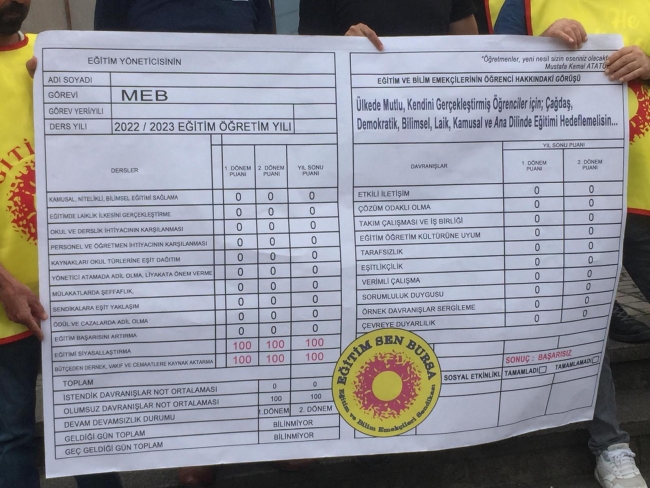 EĞİTİM YÖNETİCİSİNİN
ADI SOYADI
GÖREVİ MEB
GÖREV YERİ/YILI
DERS YILI 2022 / 2023 EĞİTİM ÖĞRETİM YILI
DERSLER 1. DÖNEM PUANI 2. DÖNEM PUANI YIL SONU PUANI
KAMUSAL, NİTELİKLİ, BİLİMSEL EĞİTİMİ SAĞLAMA 0 0 0
EĞİTİMDE LAİKLİK İLKESİNİ GERÇEKLEŞTİRME 0 0 0
OKUL VE DERSLİK İHTİYACININ KARŞILANMASI 0 0 0
PERSONEL VE ÖĞRETMEN İHTİYACININ KARŞILANMASI 0 0 0
KAYNAKLARI OKUL TÜRLERİNE EŞİT DAĞITIM 0 0 0
YÖNETİCİ ATAMADA ADİL OLMA, LİYAKATA ÖNEM VERME 0 0 0
MÜLAKATLARDA ŞEFFAFLIK. 0 0 0
SENDİKALARA EŞİT YAKLAŞIM 0 0 0
ÖDÜL VE CAZALARDA ADİL OLMA 0 0 0
EĞİTİM BAŞARISINI ARTIRMA 0 0 0
EĞİTİMİ SİYASALLAŞTIRMA 100 100 100
BÜTÇEDEN DERNEK, VAKIF VE CEMAATLERE KAYNAK AKTARMA 100 100 100
TOPLAM
İSTENDİK DAVRANIŞLAR NOT ORTALAMASI 0 0
OLUMSUZ DAVRANIŞLAR NOT ORTALAMASI 100 100
DEVAM DEVAMSIZLIK DURUMU 1.DÖNEM 2. DÖNEM
GELDİĞİ GÜN TOPLAM BİLİNMİYOR
GEÇ GELDİĞİ GÜN TOPLAM BİLİNMİYOR
"Öğretmenler, yeni nesil sizin eseriniz olacaktır
Mustafa Kemal ATATÜ
EĞİTİM VE BİLİM EMEKÇİLERİNİN ÖĞRENCİ HAKKINDAKİ GÖRÜŞÜ
Ülkede Mutlu, Kendini Gerçekleştirmiş Öğrenciler için; Çağdaş,
Demokratik, Bilimsel, Laik, Kamusal ve Ana Dilinde Eğitimi Hedeflemelisin...
YIL SONU PUANI
DAVRANIŞLAR 1. DÖNEM PUANI 2. DÖNEM PUANI
ETKİLİ İLETİŞİM 0 0
ÇÖZÜM ODAKLI OLMA 0 0
TAKIM ÇALIŞMASI VE İŞ BİRLİĞİ 0 0
EĞİTİM ÖĞRETİM KÜLTÜRÜNE UYUM 0 0
TARAFSIZLIK 0 0
EŞİTLİKÇİLİK 0 0
VERİMLİ ÇALIŞMA 0 0
SORUMLULUK DUYGUSU 0 0
ÖRNEK DAVRANIŞLAR SERGİLEME 0 0
ÇEVREYE DUYARLILIK 0 0
SONUÇ : BAŞARISIZ
SOSYAL ETKİNLİKLER TAMAMLADI TAMAMLAMADI
EĞİTİM SEN BURSA
Eğitim ve Bilim Emekçileri Sendikası